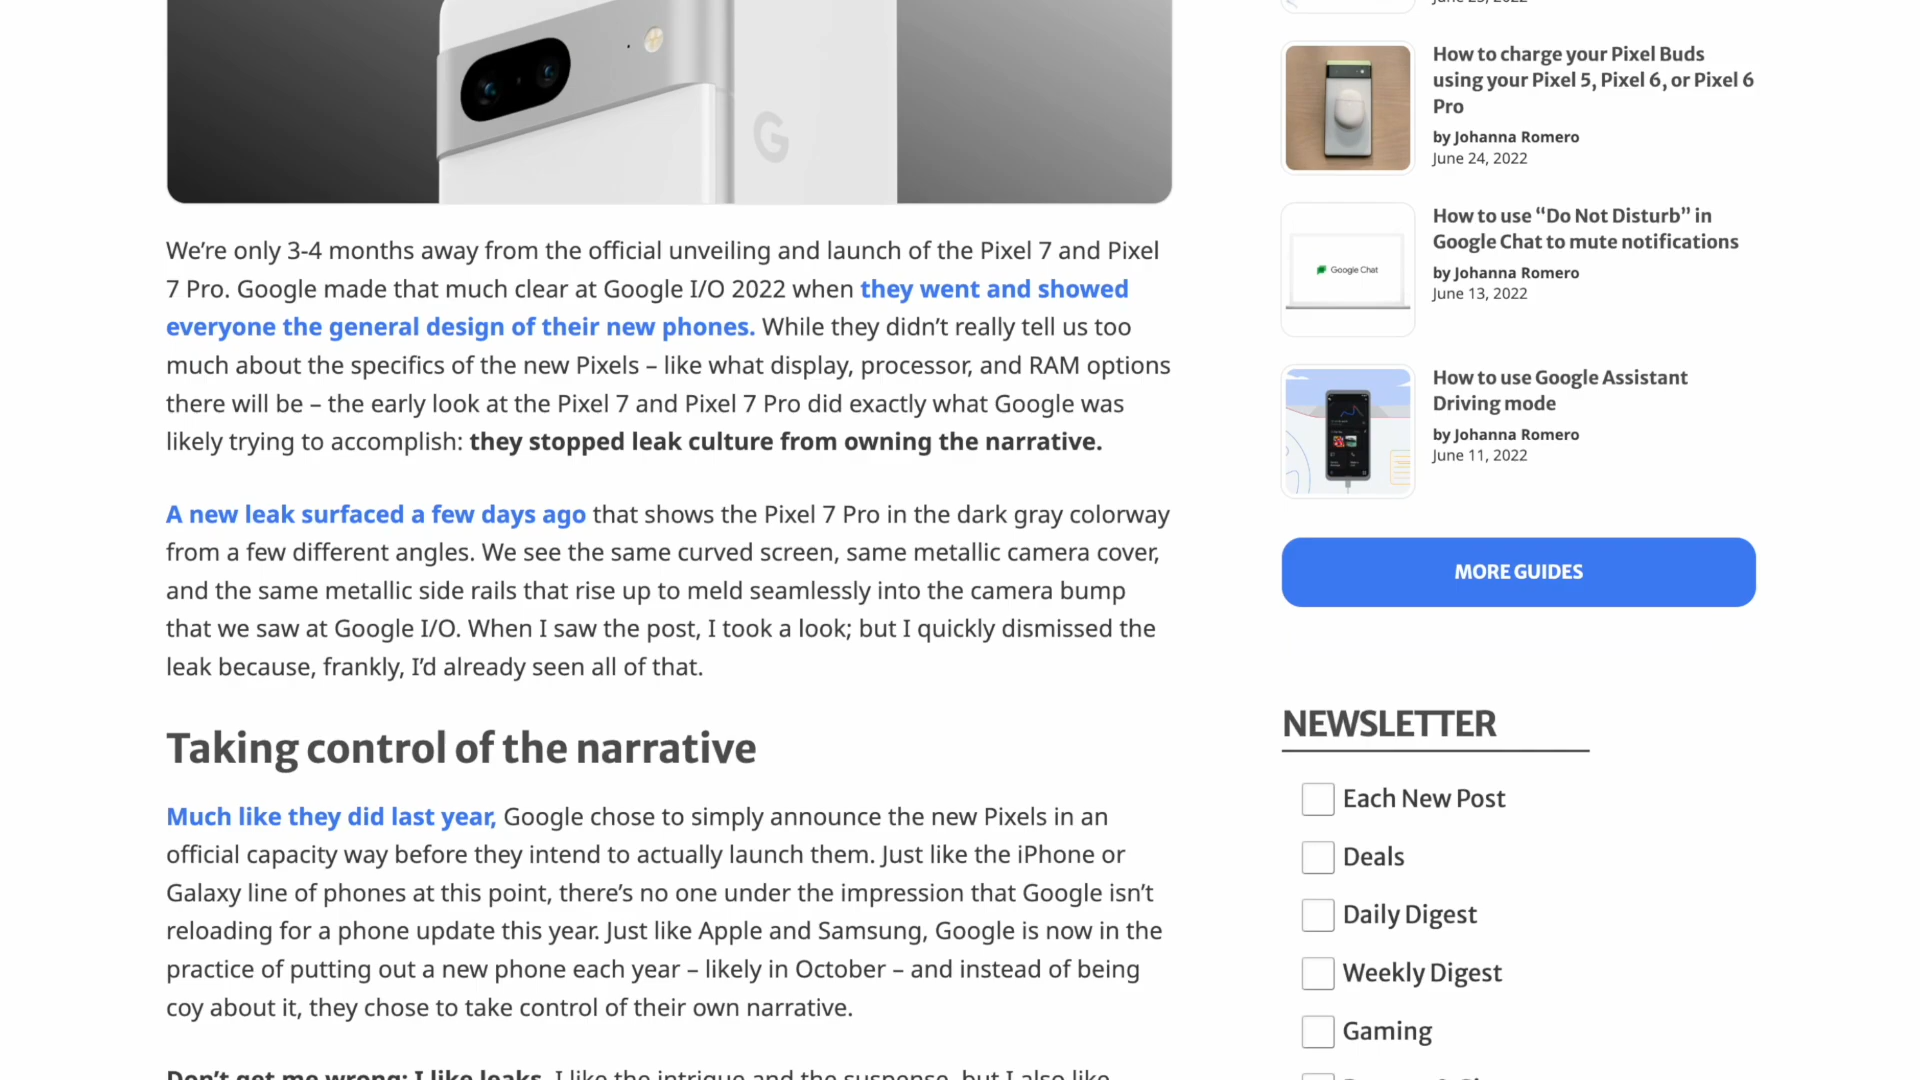 We’re only 3-4 months away from the official unveiling and launch of the Pixel 7 and Pixel
7 Pro. Google made that much clear at Google I/O 2022 when they went and showed
everyone the general design of their new phones. While they didn’t really tell us too
much about the specifics of the new Pixels – like what display, processor, and RAM options
there will be – the early look at the Pixel 7 and Pixel 7 Pro did exactly what Google was
likely trying to accomplish: they stopped leak culture from owning the narrative.
A new leak surfaced a few days ago that shows the Pixel 7 Pro in the dark gray colorway
from a few different angles. We see the same curved screen, same metallic camera cover,
and the same metallic side rails that rise up to meld seamlessly into the camera bump
that we saw at Google I/O. When I saw the post, I took a look; but I quickly dismissed the
leak because, frankly, I’d already seen all of that.
Taking control of the narrative
Much like they did last year, Google chose to simply announce the new Pixels in an
official capacity way before they intend to actually launch them. Just like the iPhone or
Galaxy line of phones at this point, there’s no one under the impression that Google isn’t
reloading for a phone update this year. Just like Apple and Samsung, Google is now in the
practice of putting out a new phone each year – likely in October – and instead of being
coy about it, they chose to take control of their own narrative.
Don’t get me wrong: I like leaks. I like the intrigue and the suspense, but I also like
How to charge your Pixel Buds
using your Pixel 5, Pixel 6, or Pixel 6
Pro
by Johanna Romero
June 24, 2022
Google Chat
How to use “Do Not Disturb” in
Google Chat to mute notifications
by Johanna Romero
June 13, 2022
How to use Google Assistant
Driving mode
by Johanna Romero
June 11, 2022
MORE GUIDES
NEWSLETTER
Each New Post
Deals
Daily Digest
Weekly Digest
Gaming